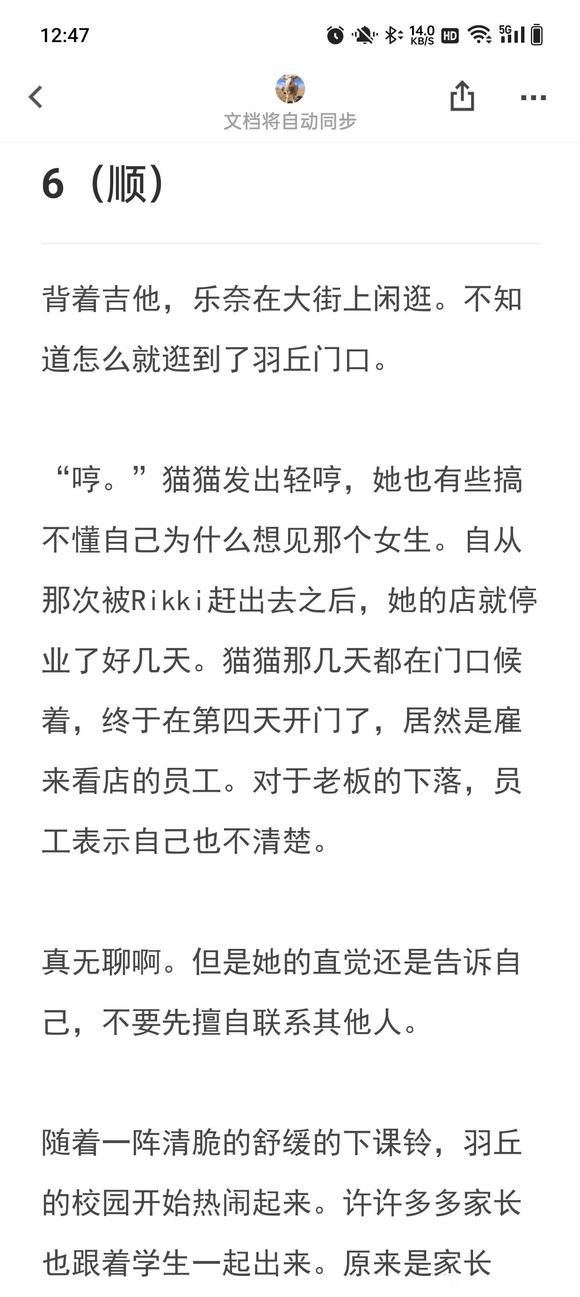 12:47
14.0
KB/S
HD
5G
文档将自动同步
6（顺）
背着吉他，乐奈在大街上闲逛。不知
道怎么就逛到了羽丘门口。
“哼。”猫猫发出轻哼，她也有些搞
不懂自己为什么想见那个女生。自从
那次被Rikki赶出去之后，她的店就停
业了好几天。猫猫那几天都在门口候
着，终于在第四天开门了，居然是雇
来看店的员工。对于老板的下落，员
工表示自己也不清楚。
真无聊啊。但是她的直觉还是告诉自
己，不要先擅自联系其他人。
随着一阵清脆的舒缓的下课铃，羽丘
的校园开始热闹起来。许许多多家长
也跟着学生一起出来。原来是家长